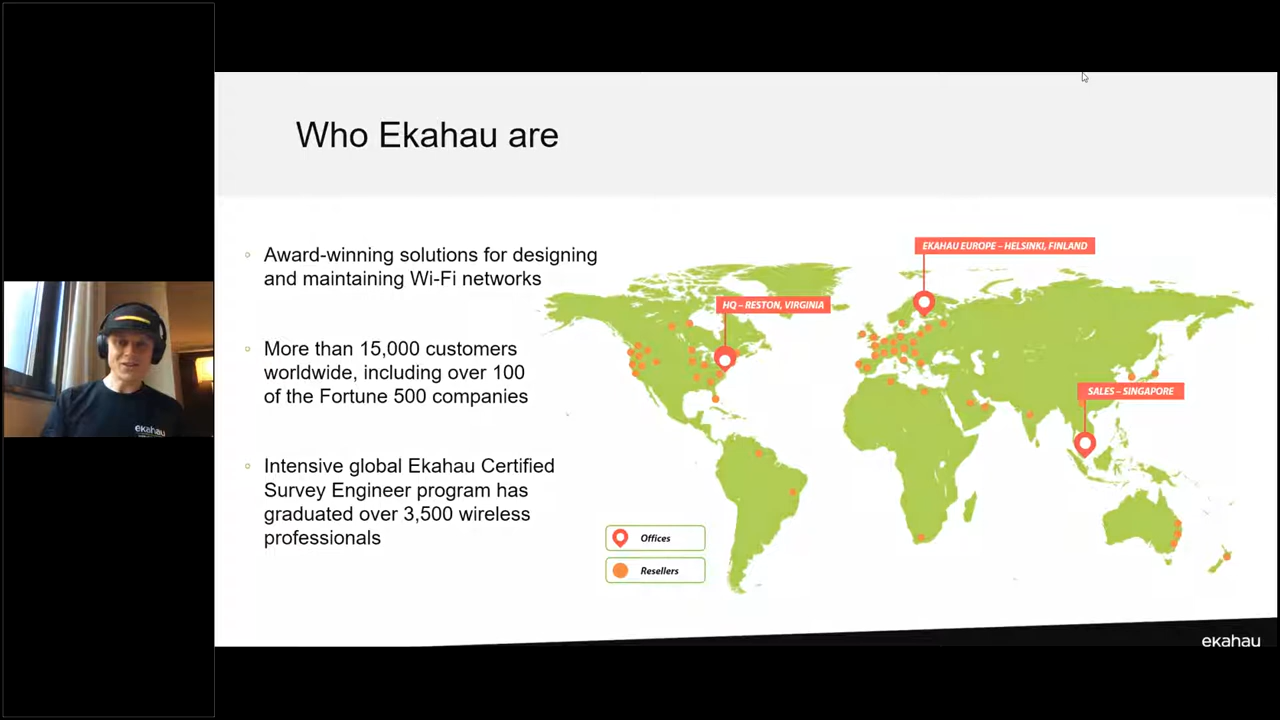 Who Ekahau are
Award-winning solutions for designing
and maintaining Wi-Fi networks
More than 15,000 customers
worldwide, including over 100
of the Fortune 500 companies
Intensive global Ekahau Certified
Survey Engineer program has
graduated over 3,500 wireless
professionals
EKAHAU EUROPE – HELSINKI, FINLAND
HQ – RESTON, VIRGINIA
SALES – SINGAPORE
Offices
Resellers
ekahau
ekahau